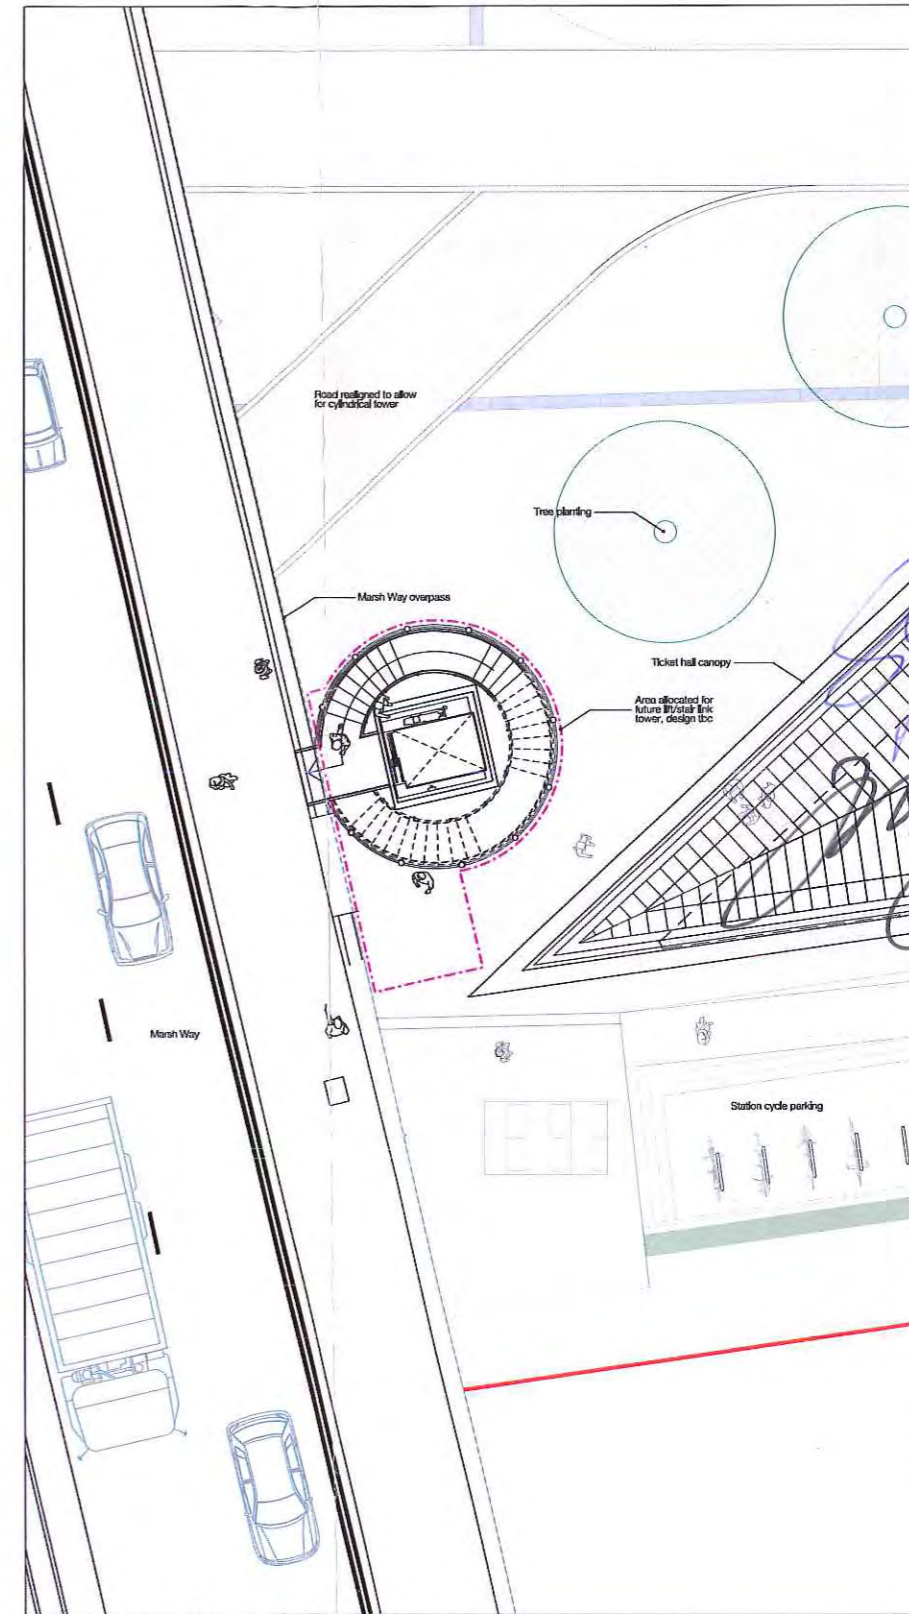 Road realigned to allow
for cylindrical tower
Tree planting
Marsh Way overpass
Ticket hall canopy
Area allocated for
future lift/stair link
tower, design tbc
Marsh Way
Station cycle parking